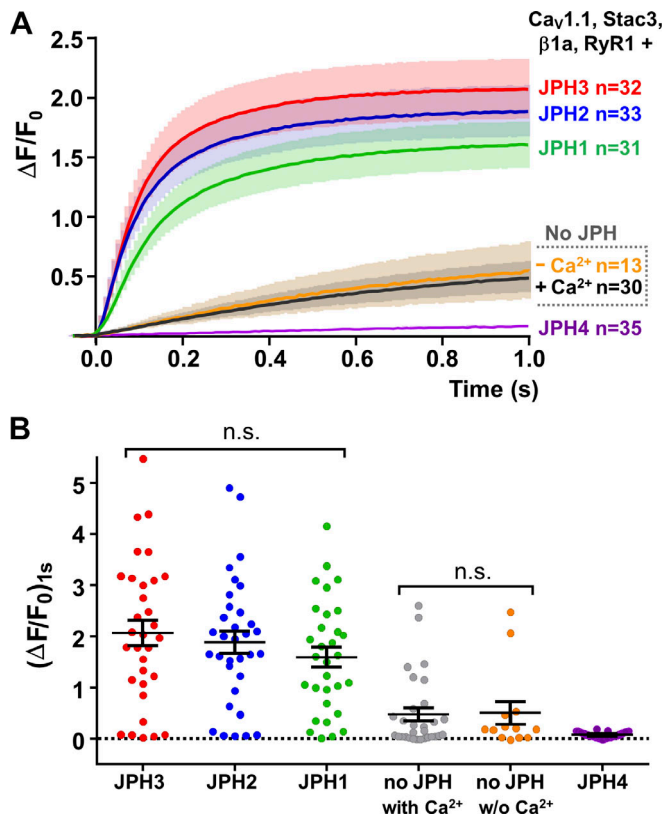 A
Caᵥ1.1, Stac3,
β1a, RyR1 +
ΔF/F₀
2.5
2.0
1.5
1.0
0.5
JPH3 n=32
JPH2 n=33
JPH1 n=31
No JPH
− Ca²⁺ n=13
+ Ca²⁺ n=30
JPH4 n=35
0.0 0.2 0.4 0.6 0.8 1.0
Time (s)
B
n.s.
n.s.
(ΔF/F₀)₁ₛ
5
4
3
2
1
0
JPH3 JPH2 JPH1 no JPH no JPH JPH4
with Ca²⁺ w/o Ca²⁺